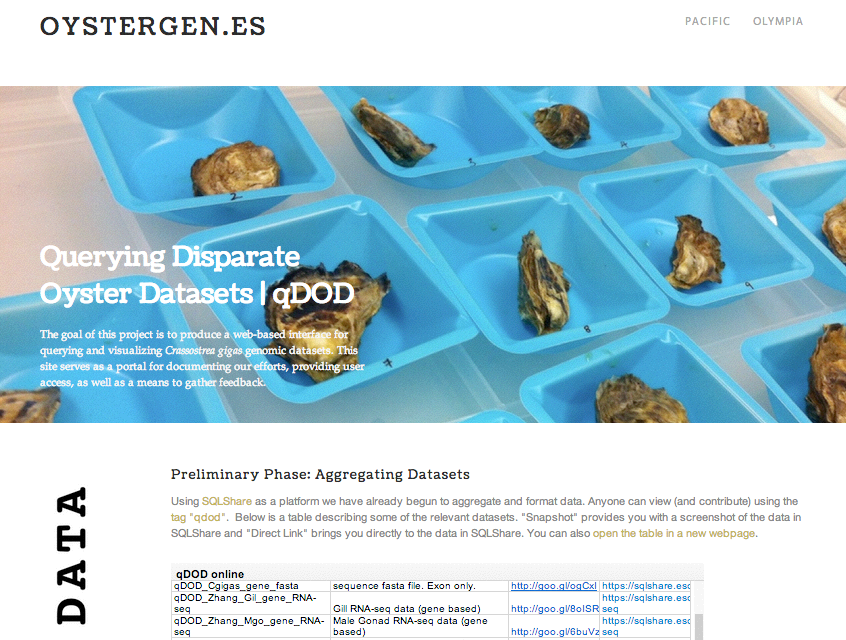 OYSTERGEN.ES
PACIFIC OLYMPIA
2
3
4
Querying Disparate
Oyster Datasets | qDOD
The goal of this project is to produce a web-based interface for
querying and visualizing Crassostrea gigas genomic datasets. This
site serves as a portal for documenting our efforts, providing user
access, as well as a means to gather feedback.
7
8
9
DATA
Preliminary Phase: Aggregating Datasets
Using SQLShare as a platform we have already begun to aggregate and format data. Anyone can view (and contribute) using the
tag "qdod". Below is a table describing some of the relevant datasets. "Snapshot" provides you with a screenshot of the data in
SQLShare and "Direct Link" brings you directly to the data in SQLShare. You can also open the table in a new webpage.
qDOD online
qDOD_Cgigas_gene_fasta sequence fasta file. Exon only. http://goo.gl/ogCxI https://sqlshare.esc
qDOD_Zhang_Gil_gene_RNA- https://sqlshare.esc
seq Gill RNA-seq data (gene based) http://goo.gl/8oISR seq
qDOD_Zhang_Mgo_gene_RNA- Male Gonad RNA-seq data (gene https://sqlshare.esc
seq based) http://goo.gl/6buVz seq